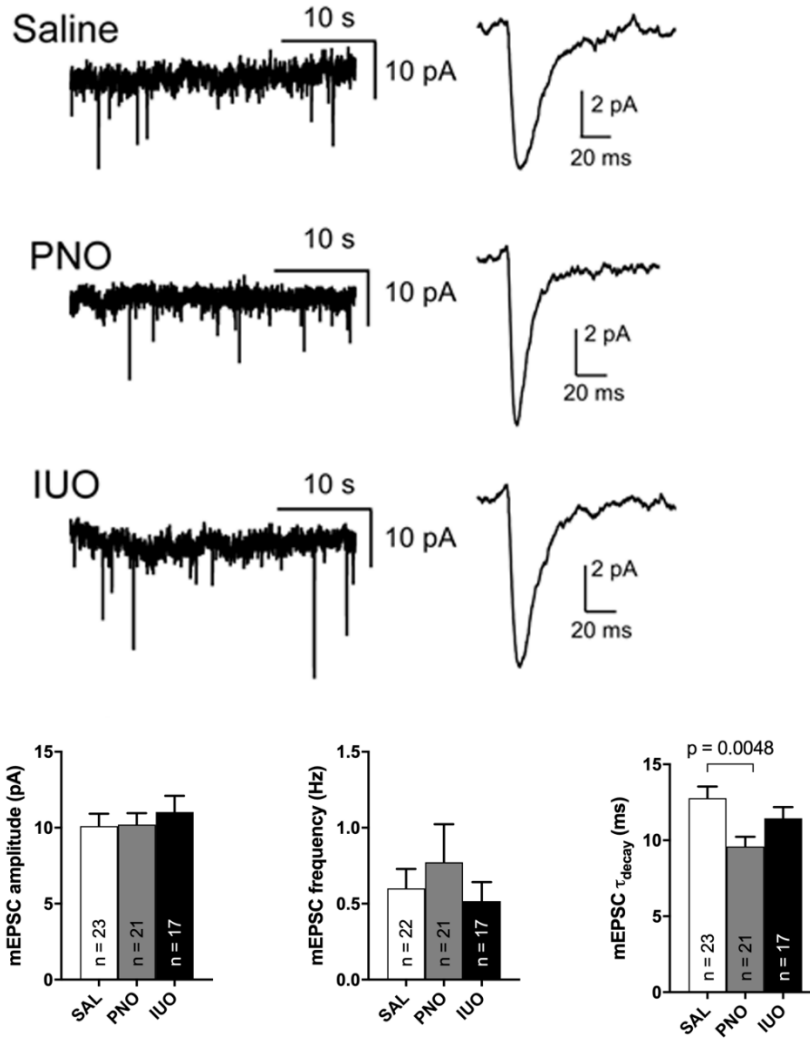 Saline
10 s
10 pA
2 pA
20 ms
PNO
10 s
10 pA
2 pA
20 ms
IUO
10 s
10 pA
2 pA
20 ms
mEPSC amplitude (pA)
15
10
5
0
n = 23
n = 21
n = 17
SAL
PNO
IUO
mEPSC frequency (Hz)
1.5
1.0
0.5
0.0
n = 22
n = 21
n = 17
SAL
PNO
IUO
p = 0.0048
mEPSC τdecay (ms)
15
10
5
0
n = 23
n = 21
n = 17
SAL
PNO
IUO